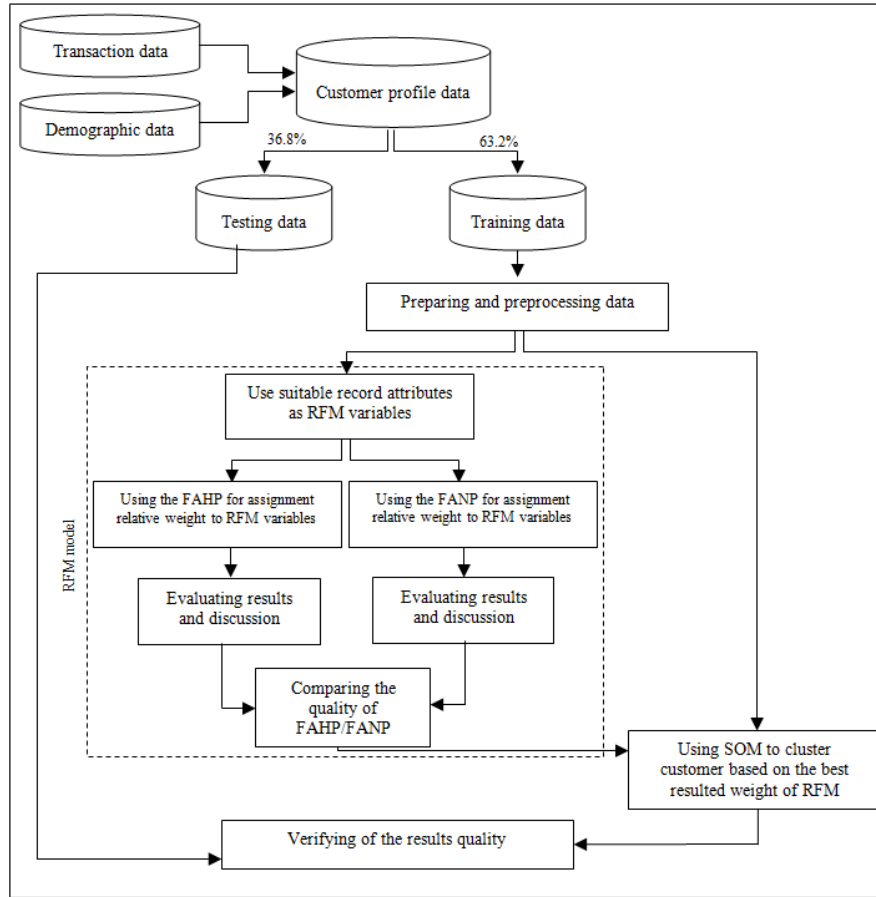 Transaction data
Customer profile data
Demographic data
36.8%
63.2%
Testing data
Training data
Preparing and preprocessing data
Use suitable record attributes
as RFM variables
Using the FAHP for assignment
relative weight to RFM variables
Using the FANP for assignment
relative weight to RFM variables
RFM model
Evaluating results
and discussion
Evaluating results
and discussion
Comparing the
quality of
FAHP/FANP
Using SOM to cluster
customer based on the best
resulted weight of RFM
Verifying of the results quality